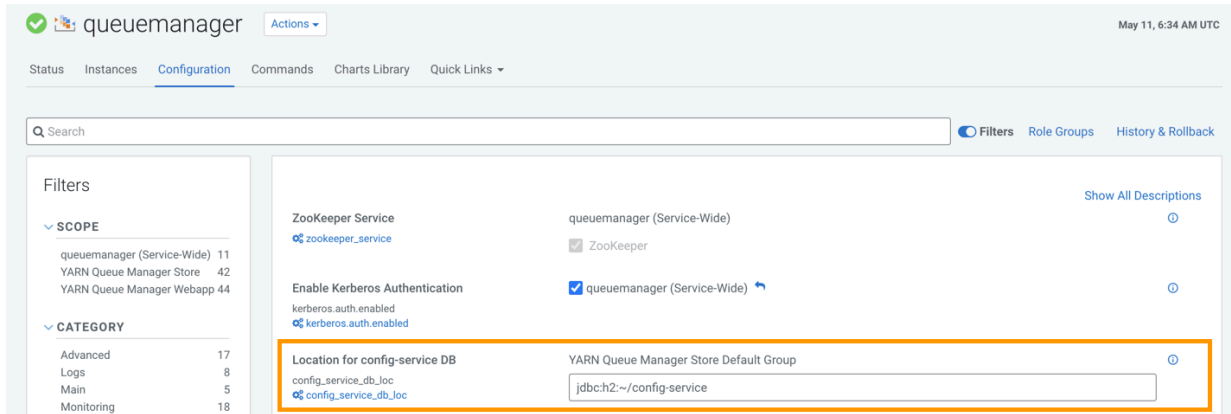 queuemanager Actions May 11, 6:34 AM UTC
Status Instances Configuration Commands Charts Library Quick Links
Search Filters Role Groups History & Rollback
Filters
SCOPE
queuemanager (Service-Wide) 11
YARN Queue Manager Store 42
YARN Queue Manager Webapp 44
CATEGORY
Advanced 17
Logs 8
Main 5
Monitoring 18
Show All Descriptions
ZooKeeper Service queuemanager (Service-Wide)
zookeeper_service ZooKeeper
Enable Kerberos Authentication queuemanager (Service-Wide)
kerberos.auth.enabled
kerberos.auth.enabled
Location for config-service DB YARN Queue Manager Store Default Group
config_service_db_loc jdbc:h2:~/config-service
config_service_db_loc